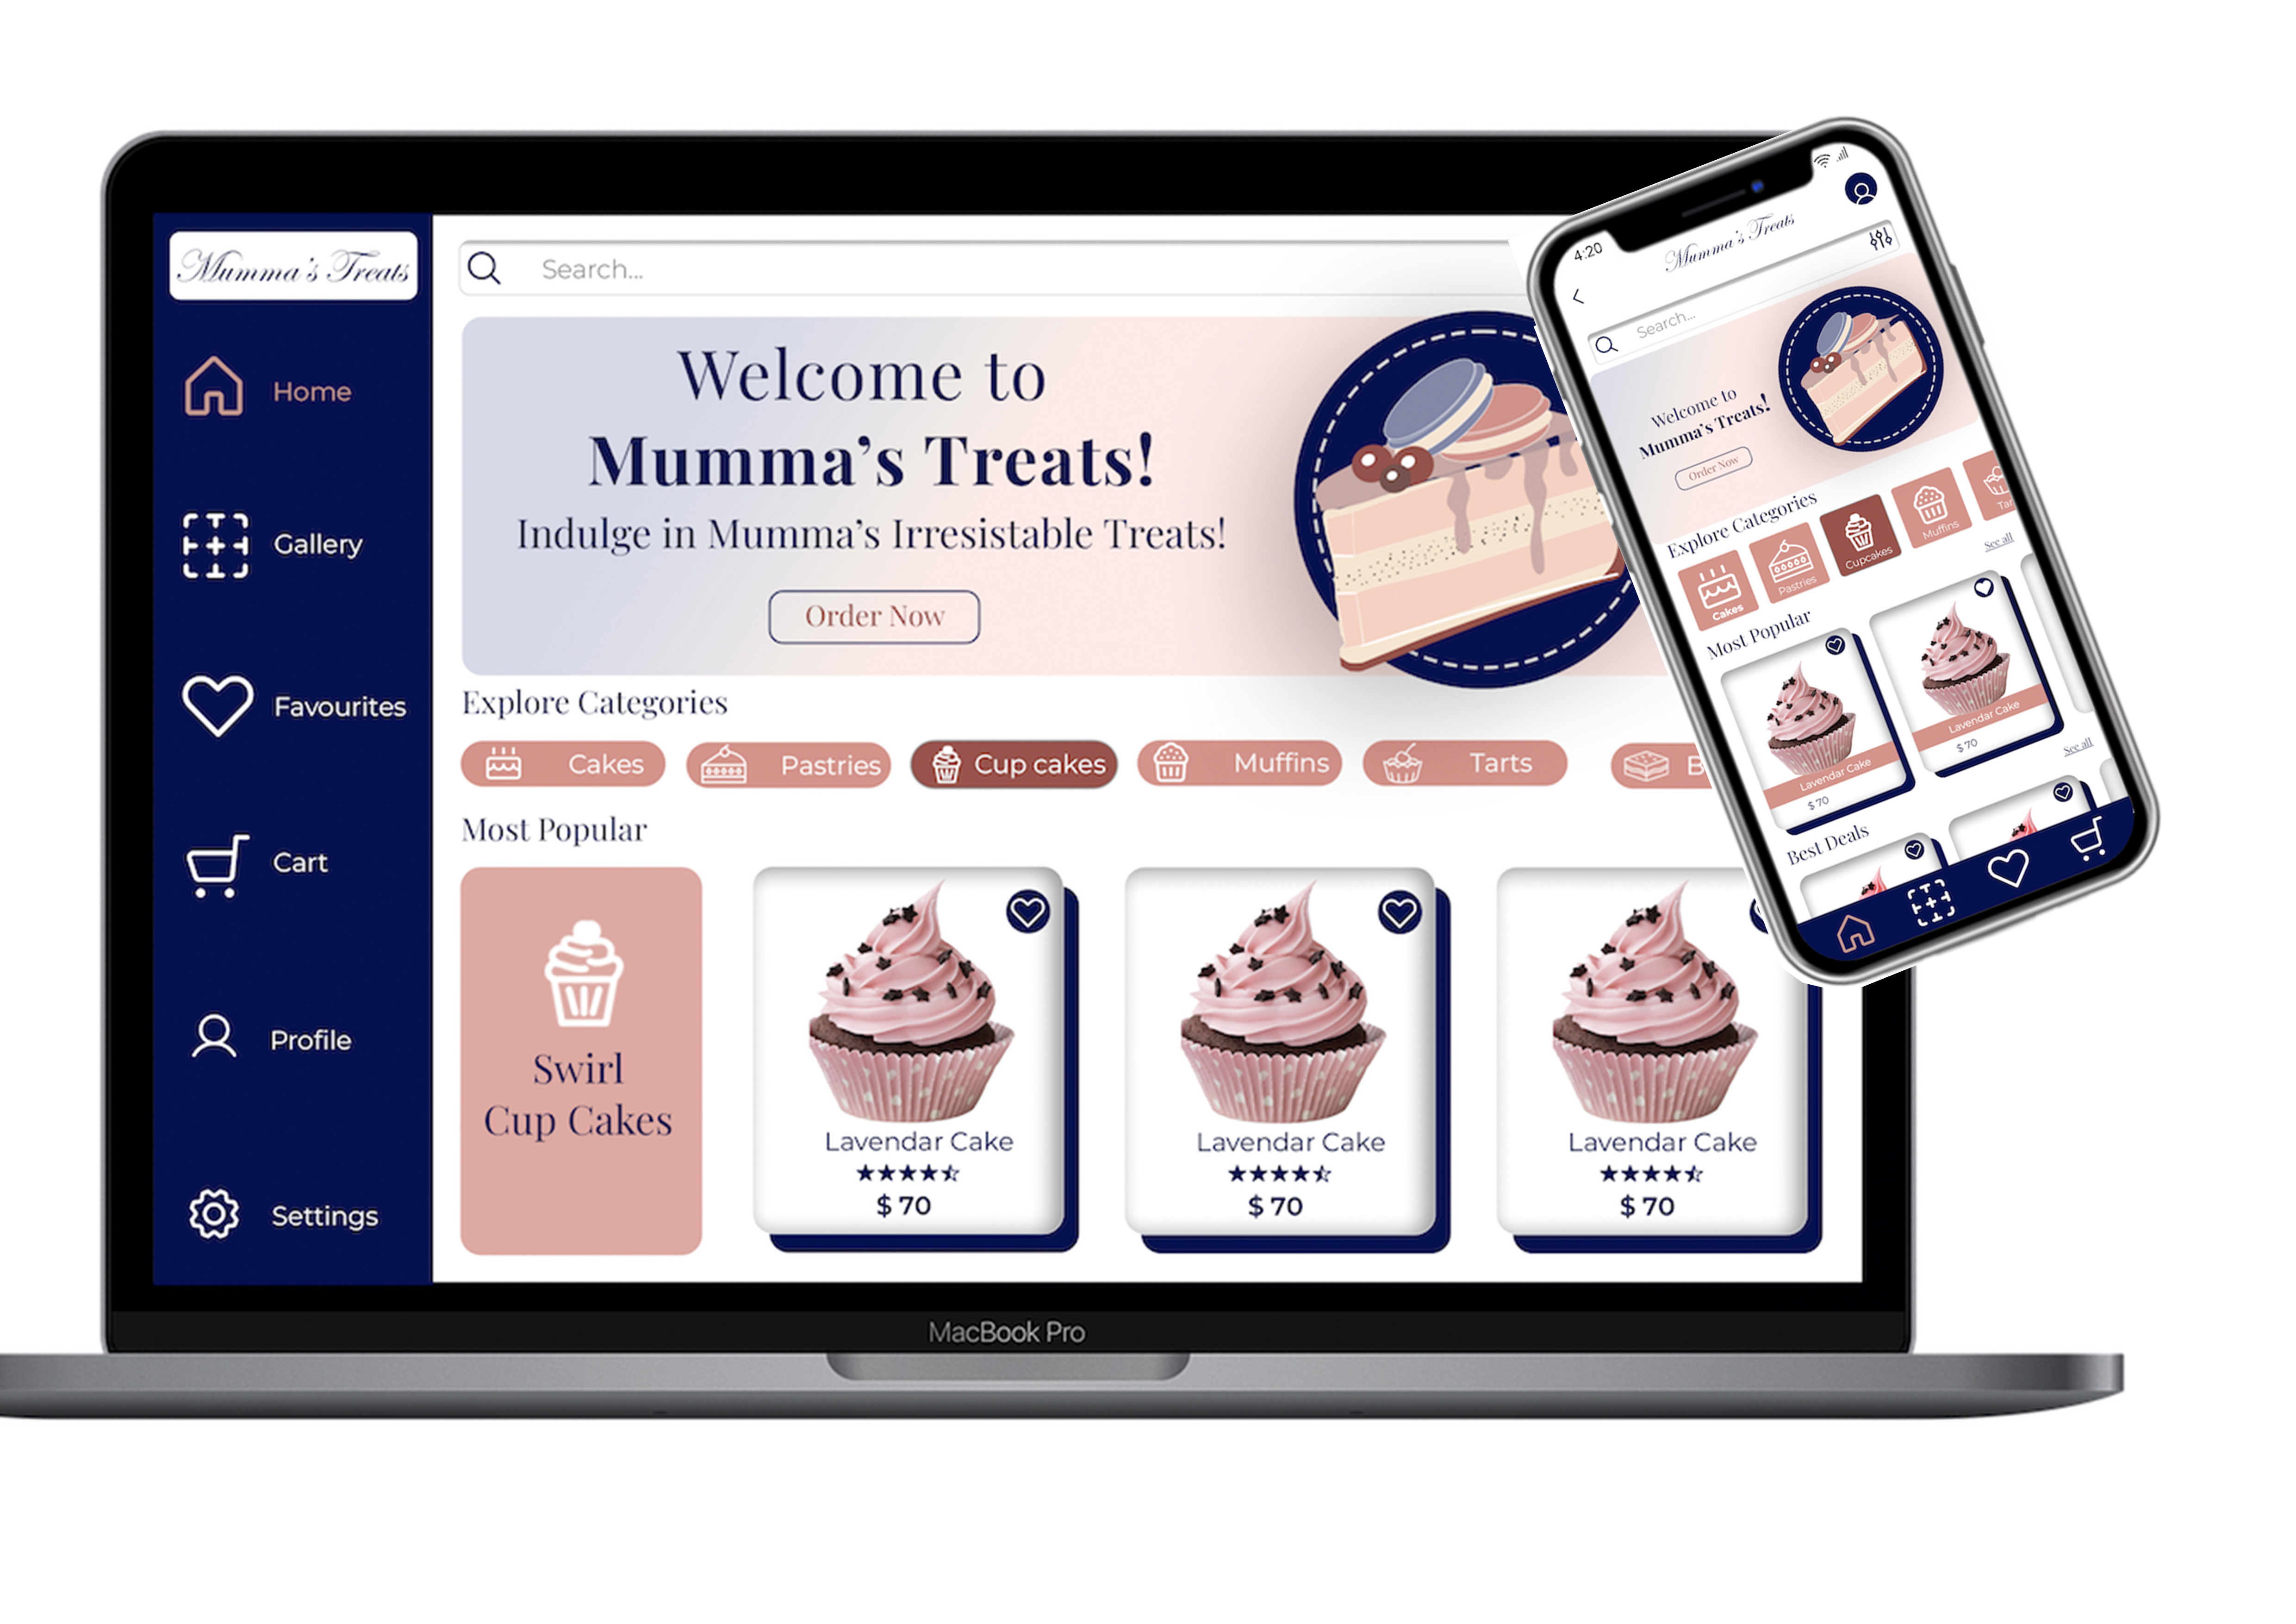 Mumma's Treats
Home
Gallery
Favourites
Cart
Profile
Settings
Search...
Welcome to
Mumma's Treats!
Indulge in Mumma's Irresistable Treats!
Order Now
Explore Categories
Cakes
Pastries
Cup cakes
Muffins
Tarts
B
Most Popular
Swirl
Cup Cakes
Lavendar Cake
$ 70
Lavendar Cake
$ 70
Lavendar Cake
$ 70
MacBook Pro
4:20
Mumma's Treats
Search...
Welcome to
Mumma's Treats!
Order Now
Explore Categories
Cakes
Pastries
Cupcakes
Muffins
Tar
See all
Most Popular
Lavendar Cake
$ 70
Lavendar Cake
$ 70
See all
Best Deals